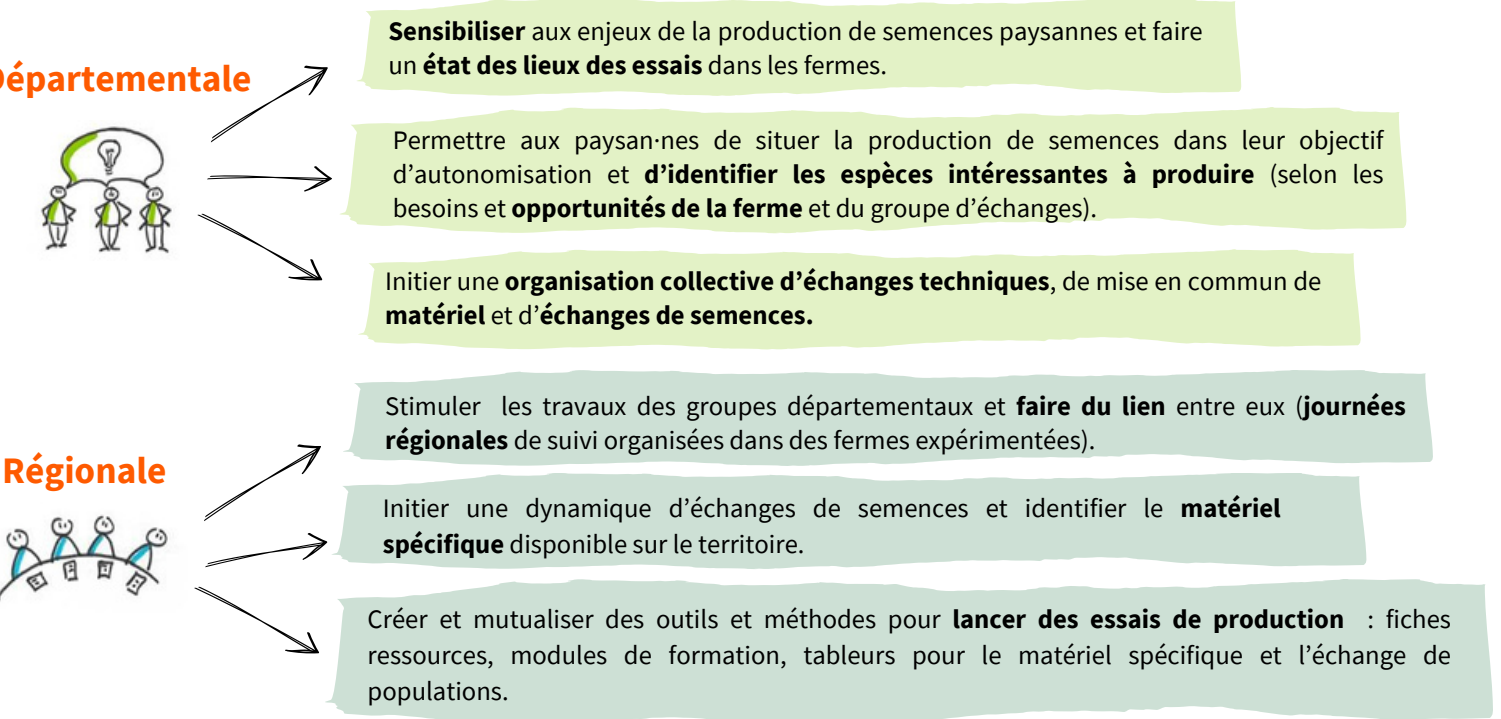 Départementale
Sensibiliser aux enjeux de la production de semences paysannes et faire
un état des lieux des essais dans les fermes.
Permettre aux paysan·nes de situer la production de semences dans leur objectif
d'autonomisation et d'identifier les espèces intéressantes à produire (selon les
besoins et opportunités de la ferme et du groupe d'échanges).
Initier une organisation collective d'échanges techniques, de mise en commun de
matériel et d'échanges de semences.
Régionale
Stimuler les travaux des groupes départementaux et faire du lien entre eux (journées
régionales de suivi organisées dans des fermes expérimentées).
Initier une dynamique d'échanges de semences et identifier le matériel
spécifique disponible sur le territoire.
Créer et mutualiser des outils et méthodes pour lancer des essais de production : fiches
ressources, modules de formation, tableurs pour le matériel spécifique et l'échange de
populations.